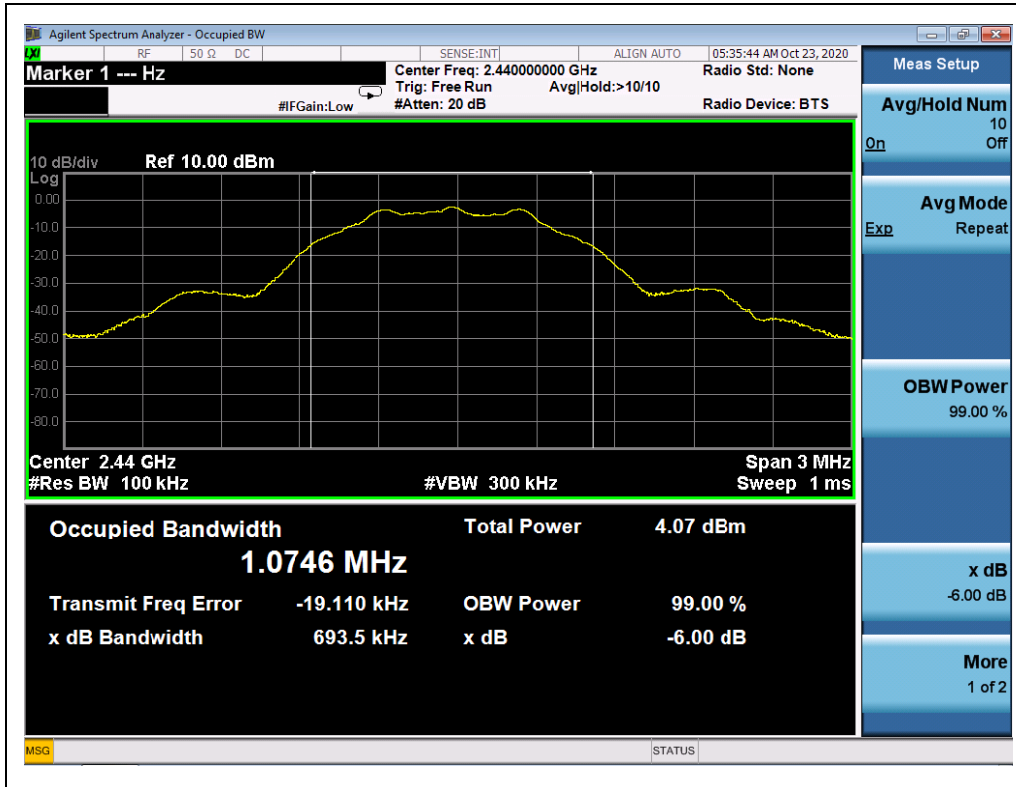 Agilent Spectrum Analyzer - Occupied BW
LXI RF 50 Ω DC SENSE:INT ALIGN AUTO 05:35:44 AM Oct 23, 2020
Marker 1 --- Hz
Center Freq: 2.440000000 GHz Radio Std: None
Trig: Free Run Avg|Hold:>10/10
#IFGain:Low #Atten: 20 dB Radio Device: BTS
10 dB/div Ref 10.00 dBm
Log
0.00
-10.0
-20.0
-30.0
-40.0
-50.0
-60.0
-70.0
-80.0
Center 2.44 GHz Span 3 MHz
#Res BW 100 kHz #VBW 300 kHz Sweep 1 ms
Occupied Bandwidth Total Power 4.07 dBm
1.0746 MHz
Transmit Freq Error -19.110 kHz OBW Power 99.00 %
x dB Bandwidth 693.5 kHz x dB -6.00 dB
Meas Setup
Avg/Hold Num
10
On Off
Avg Mode
Exp Repeat
OBW Power
99.00 %
x dB
-6.00 dB
More
1 of 2
MSG STATUS